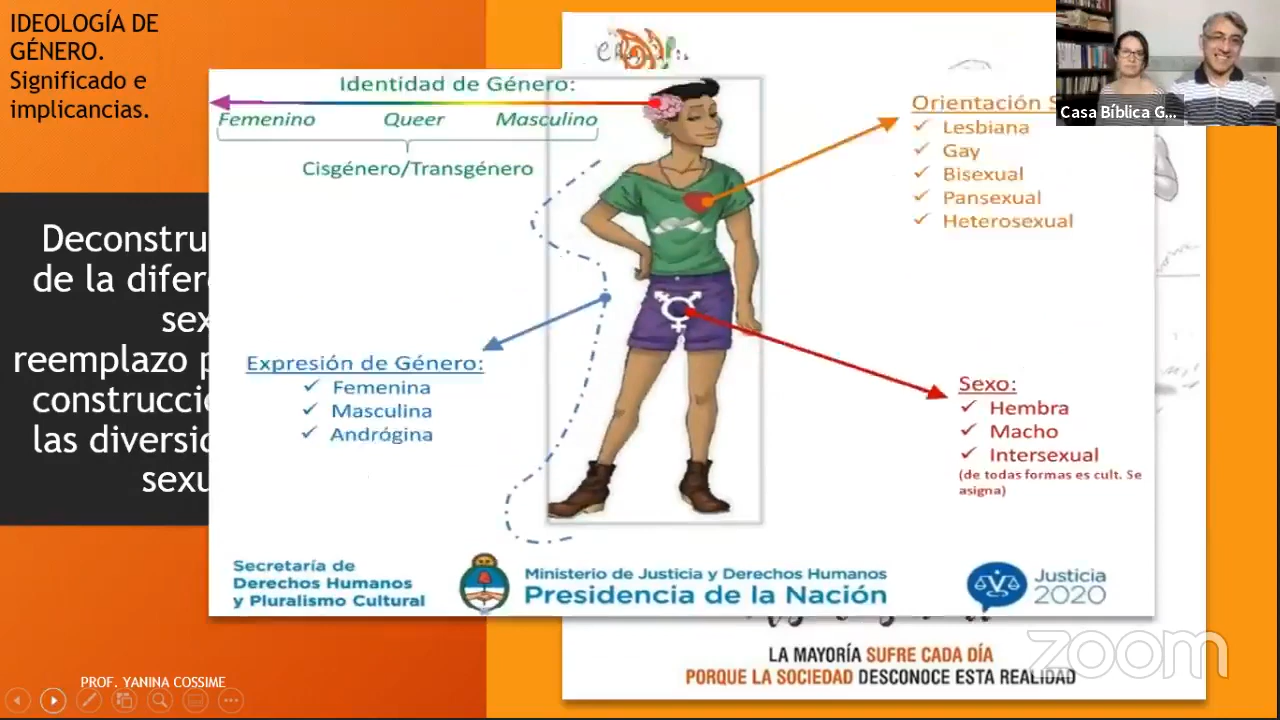 IDEOLOGÍA DE
GÉNERO.
Significado e
implicancias.
Deconstru
de la difer
sex
reemplazo p
construcci
las diversi
sexu
PROF. YANINA COSSIME
Identidad de Género:
Femenino Queer Masculino
Cisgénero/Transgénero
Expresión de Género:
Femenina
Masculina
Andrógina
Orientación S
Lesbiana
Gay
Bisexual
Pansexual
Heterosexual
Sexo:
Hembra
Macho
Intersexual
(de todas formas es cult. Se
asigna)
Secretaría de
Derechos Humanos
y Pluralismo Cultural
Ministerio de Justicia y Derechos Humanos
Presidencia de la Nación
Justicia
2020
LA MAYORÍA SUFRE CADA DÍA
PORQUE LA SOCIEDAD DESCONOCE ESTA REALIDAD
Casa Bíblica G...
zoom